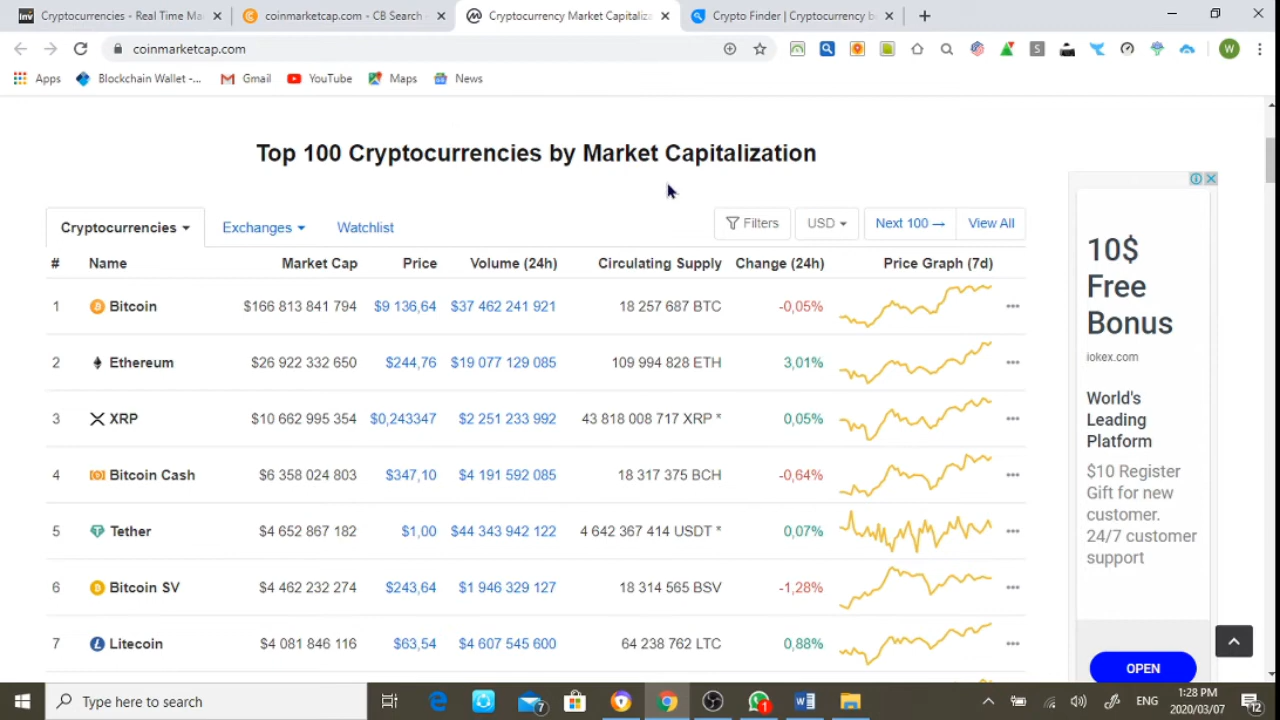 Currencies - Real Time Ma
coinmarketcap.com - CB Search -
Cryptocurrency Market Capitaliza
Crypto Finder | Cryptocurrency b
coinmarketcap.com
W
Apps
Blockchain Wallet -...
Gmail
YouTube
Maps
News
Top 100 Cryptocurrencies by Market Capitalization
Cryptocurrencies
Exchanges
Watchlist
Filters
USD
Next 100 →
View All
# Name Market Cap Price Volume (24h) Circulating Supply Change (24h) Price Graph (7d)
1 Bitcoin $166 813 841 794 $9 136,64 $37 462 241 921 18 257 687 BTC -0,05%
2 Ethereum $26 922 332 650 $244,76 $19 077 129 085 109 994 828 ETH 3,01%
3 XRP $10 662 995 354 $0,243347 $2 251 233 992 43 818 008 717 XRP * 0,05%
4 Bitcoin Cash $6 358 024 803 $347,10 $4 191 592 085 18 317 375 BCH -0,64%
5 Tether $4 652 867 182 $1,00 $44 343 942 122 4 642 367 414 USDT * 0,07%
6 Bitcoin SV $4 462 232 274 $243,64 $1 946 329 127 18 314 565 BSV -1,28%
7 Litecoin $4 081 846 116 $63,54 $4 607 545 600 64 238 762 LTC 0,88%
10$
Free
Bonus
iokex.com
World's
Leading
Platform
$10 Register
Gift for new
customer.
24/7 customer
support
OPEN
Type here to search
7
1
ENG
1:28 PM
2020/03/07
12